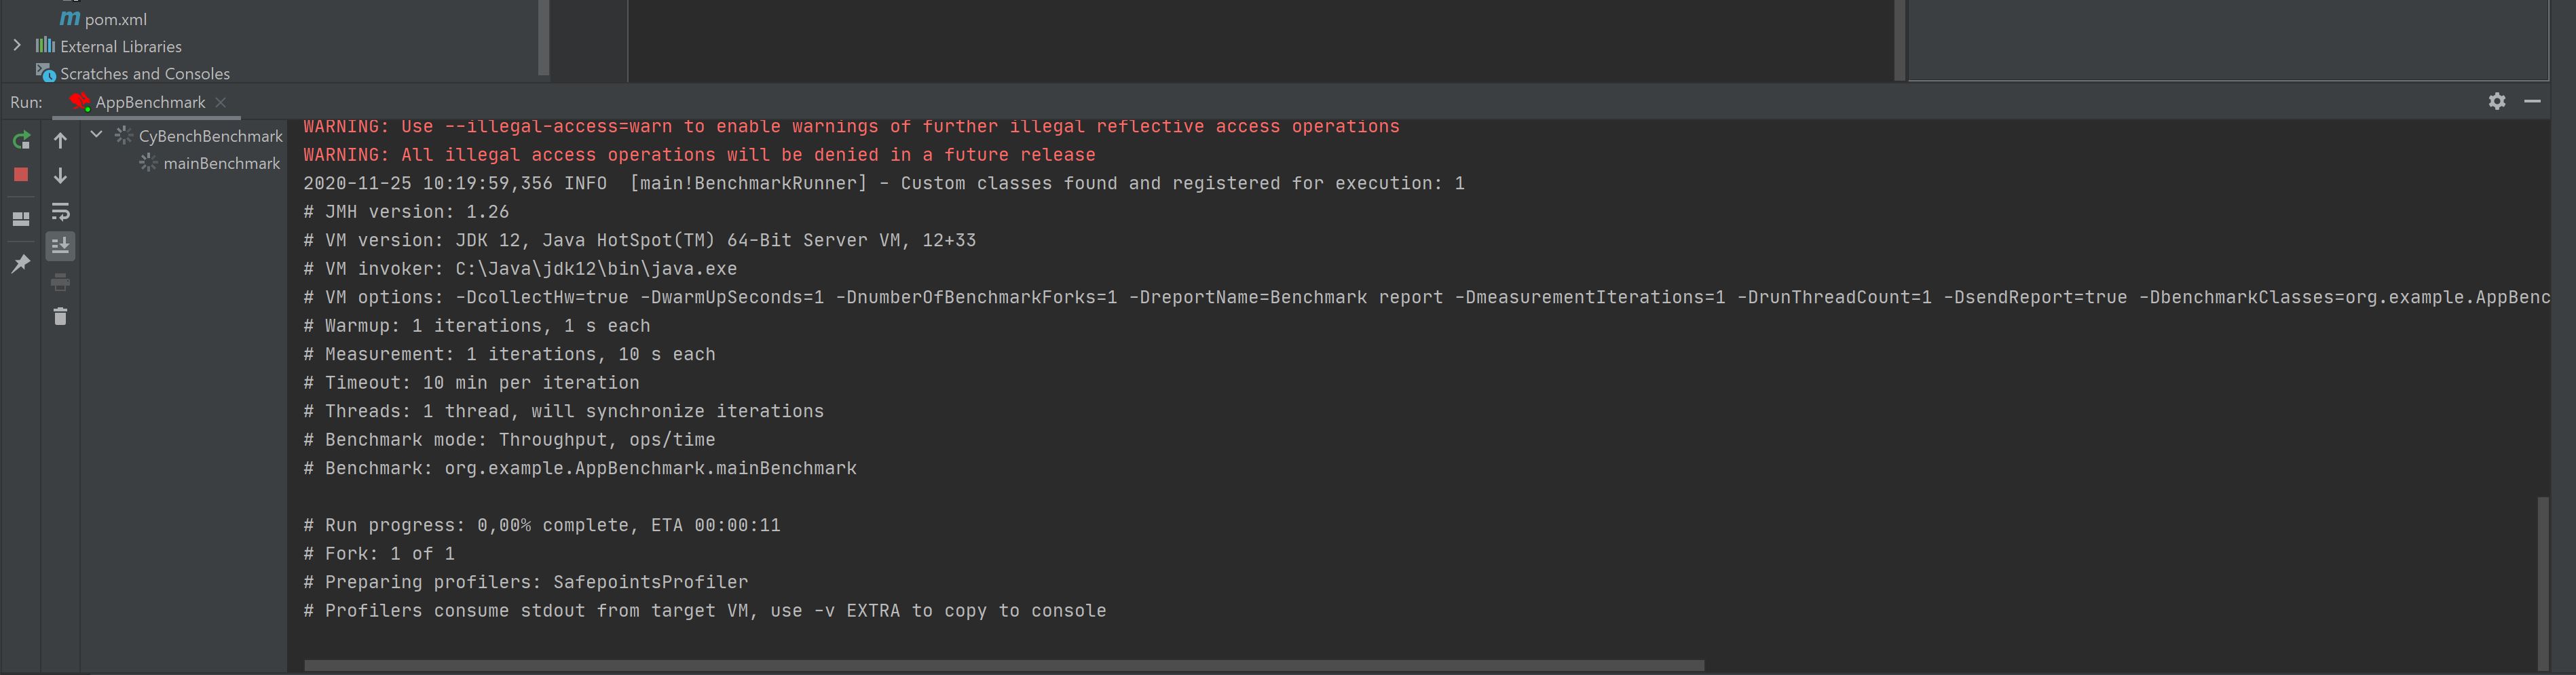 pom.xml
External Libraries
Scratches and Consoles
Run: AppBenchmark
CyBenchBenchmark
mainBenchmark
WARNING: Use --illegal-access=warn to enable warnings of further illegal reflective access operations
WARNING: All illegal access operations will be denied in a future release
2020-11-25 10:19:59,356 INFO  [main!BenchmarkRunner] - Custom classes found and registered for execution: 1
# JMH version: 1.26
# VM version: JDK 12, Java HotSpot(TM) 64-Bit Server VM, 12+33
# VM invoker: C:\Java\jdk12\bin\java.exe
# VM options: -DcollectHw=true -DwarmUpSeconds=1 -DnumberOfBenchmarkForks=1 -DreportName=Benchmark report -DmeasurementIterations=1 -DrunThreadCount=1 -DsendReport=true -DbenchmarkClasses=org.example.AppBenc
# Warmup: 1 iterations, 1 s each
# Measurement: 1 iterations, 10 s each
# Timeout: 10 min per iteration
# Threads: 1 thread, will synchronize iterations
# Benchmark mode: Throughput, ops/time
# Benchmark: org.example.AppBenchmark.mainBenchmark
# Run progress: 0,00% complete, ETA 00:00:11
# Fork: 1 of 1
# Preparing profilers: SafepointsProfiler
# Profilers consume stdout from target VM, use -v EXTRA to copy to console